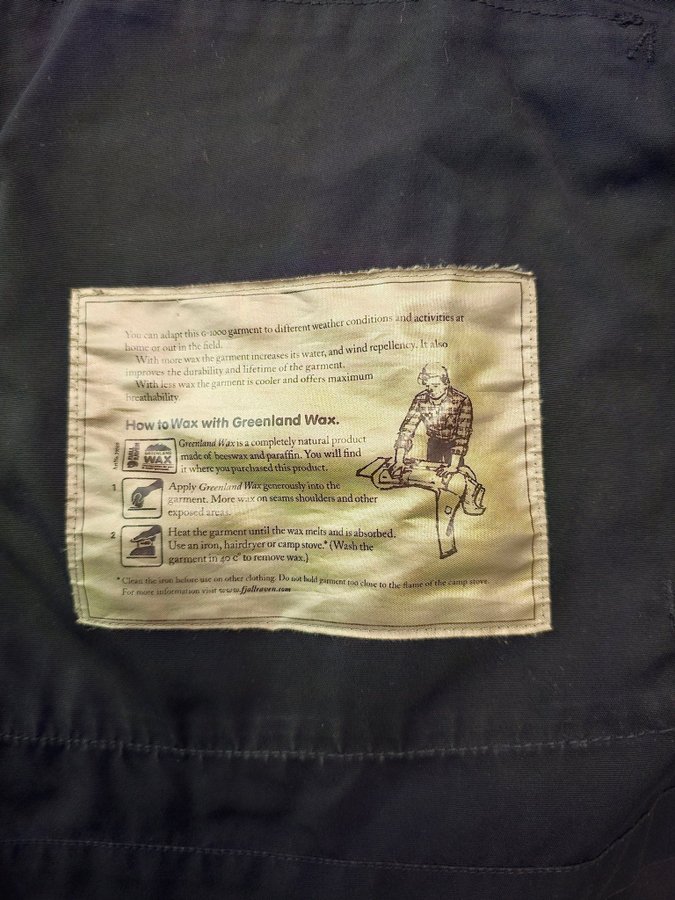 You can adapt this G-1000 garment to different weather conditions and activities at
home or out in the field.
With more wax the garment increases its water, and wind repellency. It also
improves the durability and lifetime of the garment.
With less wax the garment is cooler and offers maximum
breathability.
How to Wax with Greenland Wax.
GREENLAND
WAX
Greenland Wax is a completely natural product
made of beeswax and paraffin. You will find
it where you purchased this product.
1 Apply Greenland Wax generously into the
garment. More wax on seams shoulders and other
exposed areas.
2 Heat the garment until the wax melts and is absorbed.
Use an iron, hairdryer or camp stove.* (Wash the
garment in 40 c° to remove wax.)
* Clean the iron before use on other clothing. Do not hold garment too close to the flame of the camp stove.
For more information visit www.fjallraven.com